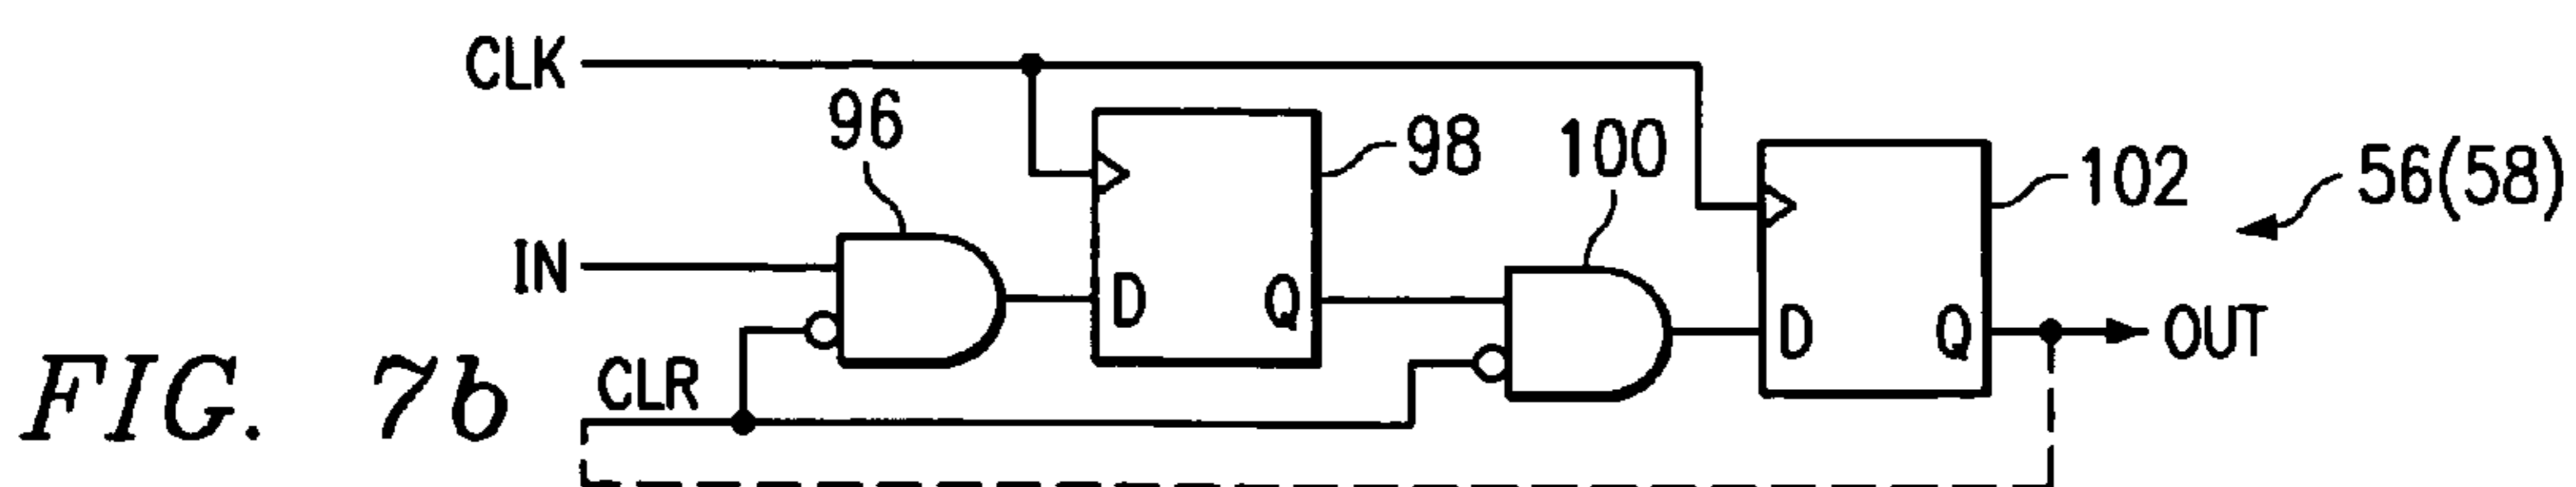 CLK
96
98
100
102
56(58)
IN
D
Q
D
Q
OUT
CLR
FIG. 7b